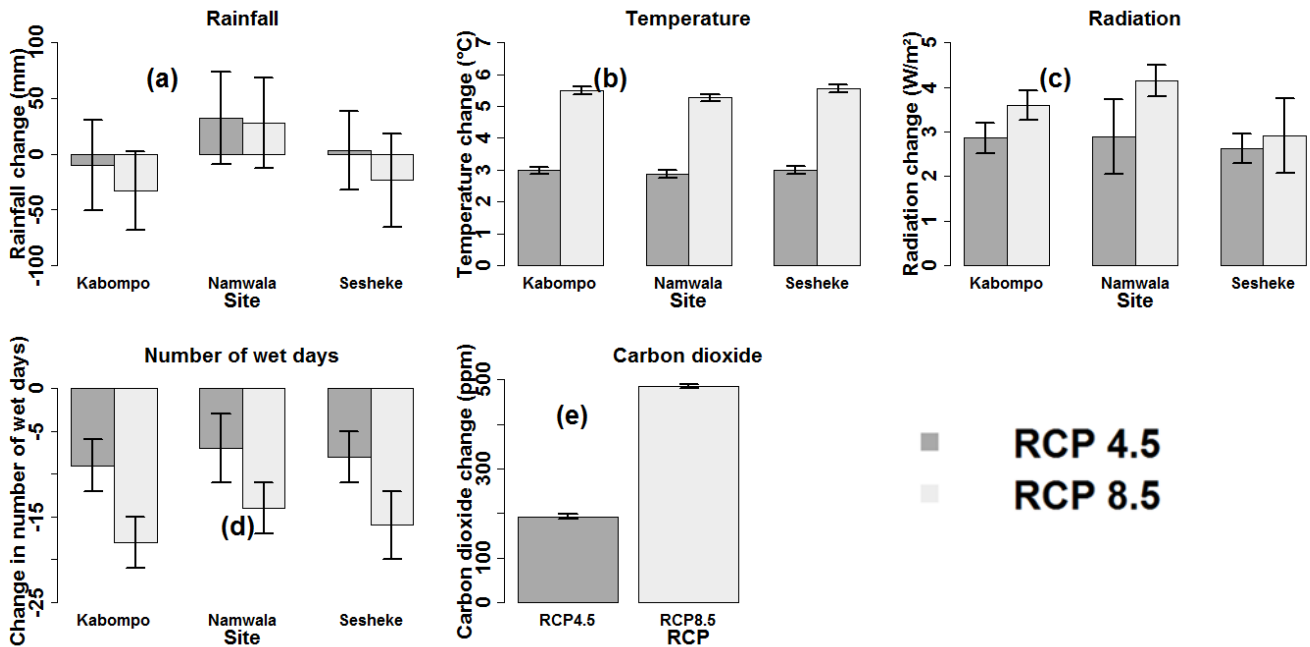 Rainfall
Rainfall change (mm)
100
50
0
-50
-100
(a)
Kabompo Namwala Sesheke
Site
Temperature
Temperature change (°C)
7
6
5
4
3
2
1
0
(b)
Kabompo Namwala Sesheke
Site
Radiation
Radiation change (W/m²)
5
4
3
2
1
0
(c)
Kabompo Namwala Sesheke
Site
Number of wet days
Change in number of wet days)
0
-5
-15
-25
(d)
Kabompo Namwala Sesheke
Site
Carbon dioxide
Carbon dioxide change (ppm)
500
300
100
0
(e)
RCP4.5 RCP8.5
RCP
RCP 4.5
RCP 8.5